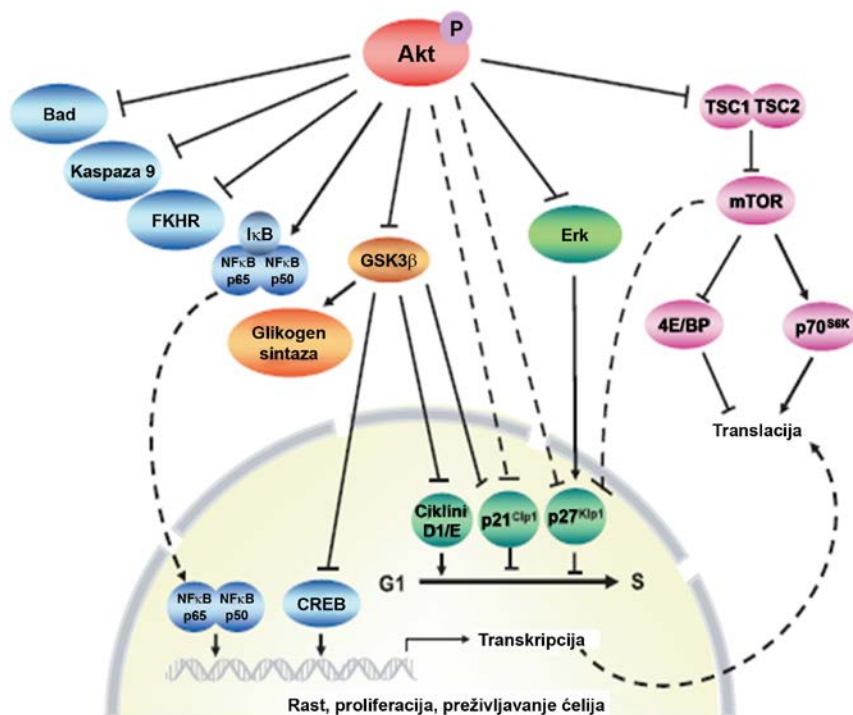 P
Akt
Bad
Kaspaza 9
FKHR
IκB
NFκB NFκB
p65 p50
GSK3β
Glikogen
sintaza
Erk
TSC1 TSC2
mTOR
4E/BP
p70S6K
Translacija
Ciklini
D1/E
p21Cip1
p27Kip1
G1
S
NFκB NFκB
p65 p50
CREB
Transkripcija
Rast, proliferacija, preživljavanje ćelija